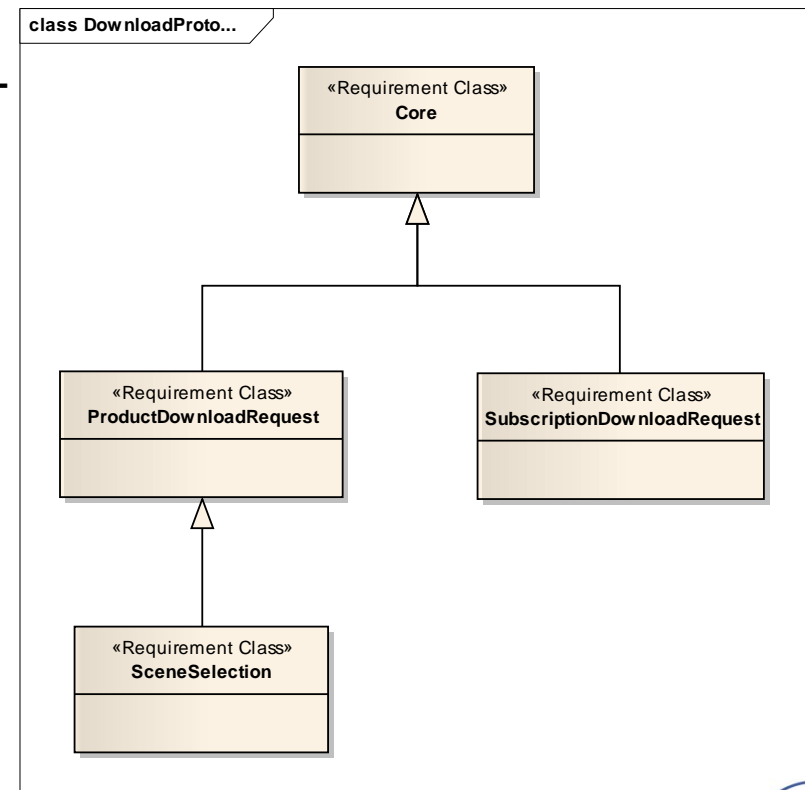 class DownloadProto...
«Requirement Class»
Core
«Requirement Class»
ProductDownloadRequest
«Requirement Class»
SubscriptionDownloadRequest
«Requirement Class»
SceneSelection